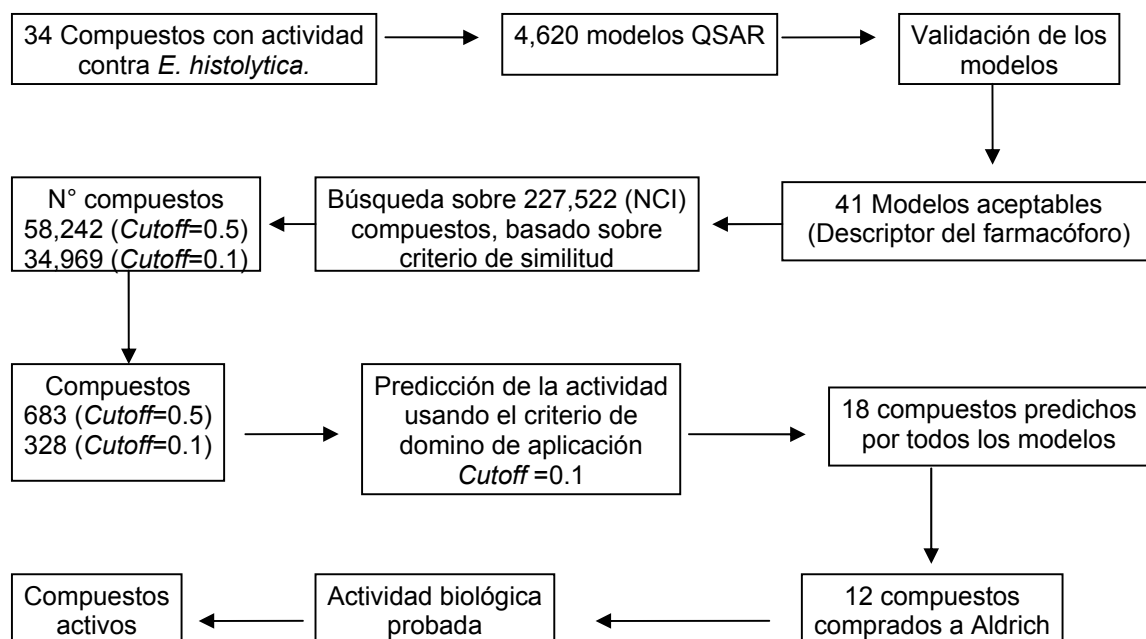 34 Compuestos con actividad
contra E. histolytica.
4,620 modelos QSAR
Validación de los
modelos
41 Modelos aceptables
(Descriptor del farmacóforo)
Búsqueda sobre 227,522 (NCI)
compuestos, basado sobre
criterio de similitud
N° compuestos
58,242 (Cutoff=0.5)
34,969 (Cutoff=0.1)
Compuestos
683 (Cutoff=0.5)
328 (Cutoff=0.1)
Predicción de la actividad
usando el criterio de
domino de aplicación
Cutoff =0.1
18 compuestos predichos
por todos los modelos
12 compuestos
comprados a Aldrich
Actividad biológica
probada
Compuestos
activos